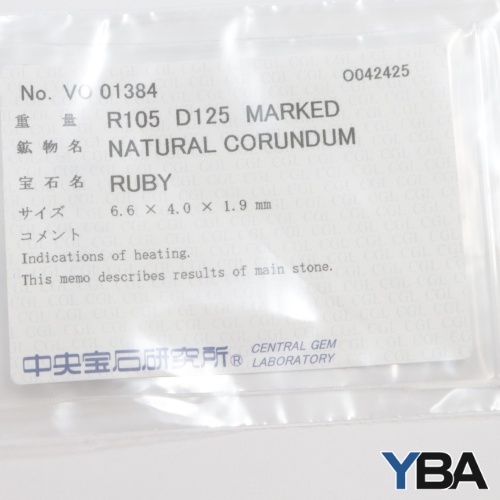 No. VO 01384 O042425
重 量 R105 D125 MARKED
鉱 物 名 NATURAL CORUNDUM
宝 石 名 RUBY
サイズ 6.6 × 4.0 × 1.9 mm
コメント
Indications of heating.
This memo describes results of main stone.
中央宝石研究所® CENTRAL GEM
LABORATORY
YBA